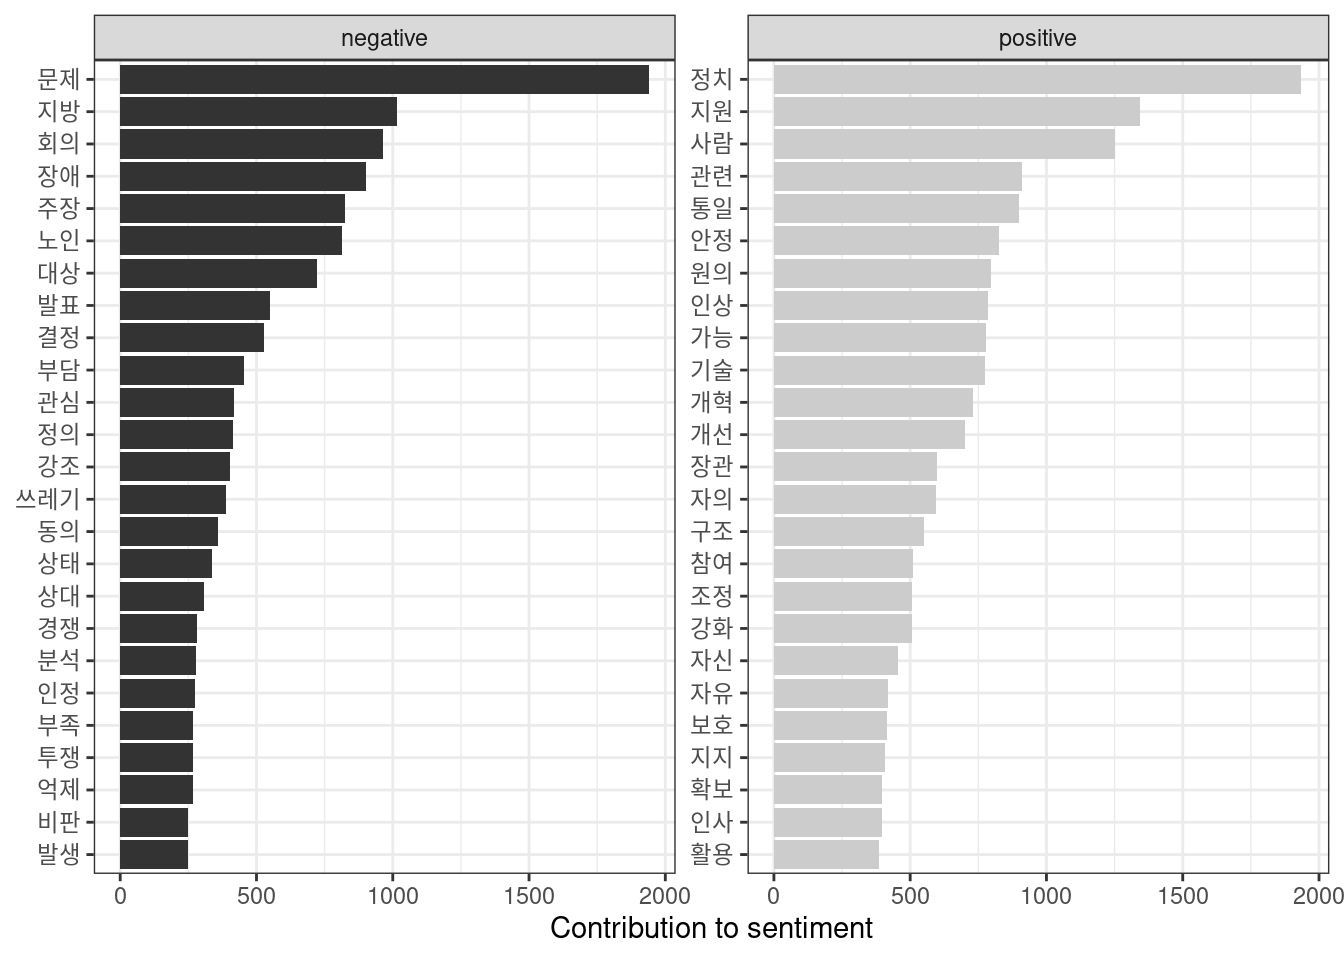 negative
문제
지방
회의
장애
주장
노인
대상
발표
결정
부담
관심
정의
강조
쓰레기
동의
상태
상대
경쟁
분석
인정
부족
투쟁
억제
비판
발생
0 500 1000 1500 2000
positive
정치
지원
사람
관련
통일
안정
원의
인상
가능
기술
개혁
개선
장관
자의
구조
참여
조정
강화
자신
자유
보호
지지
확보
인사
활용
0 500 1000 1500 2000
Contribution to sentiment